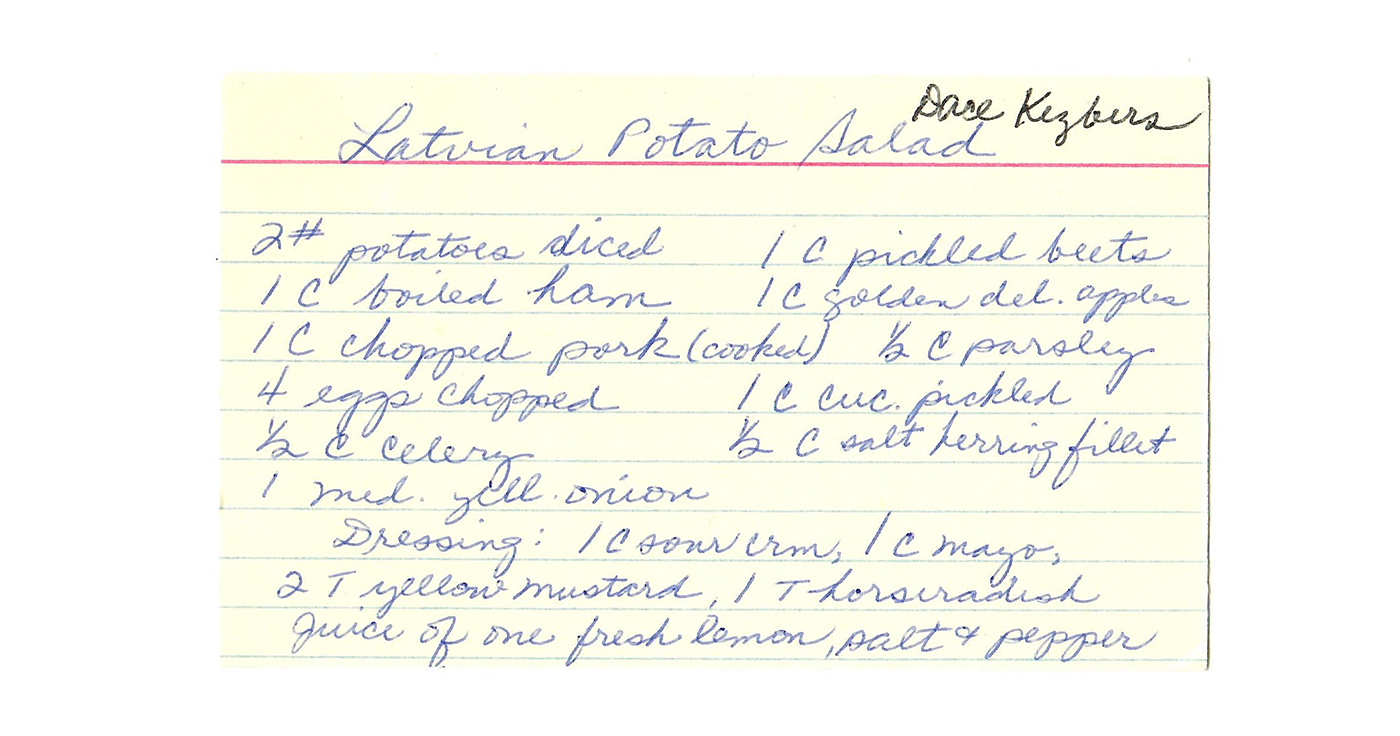 Dace Kezbers
Latvian Potato Salad
2# potatoes diced 1 C pickled beets
1 C boiled ham 1 C golden del. apples
1 C chopped pork (cooked) ½ C parsley
4 eggs chopped 1 C cuc. pickled
½ C celery ½ C salt herring fillet
1 med. yell. onion
Dressing: 1 C sour crm, 1 C mayo,
2 T yellow mustard, 1 T horseradish
Juice of one fresh lemon, salt & pepper